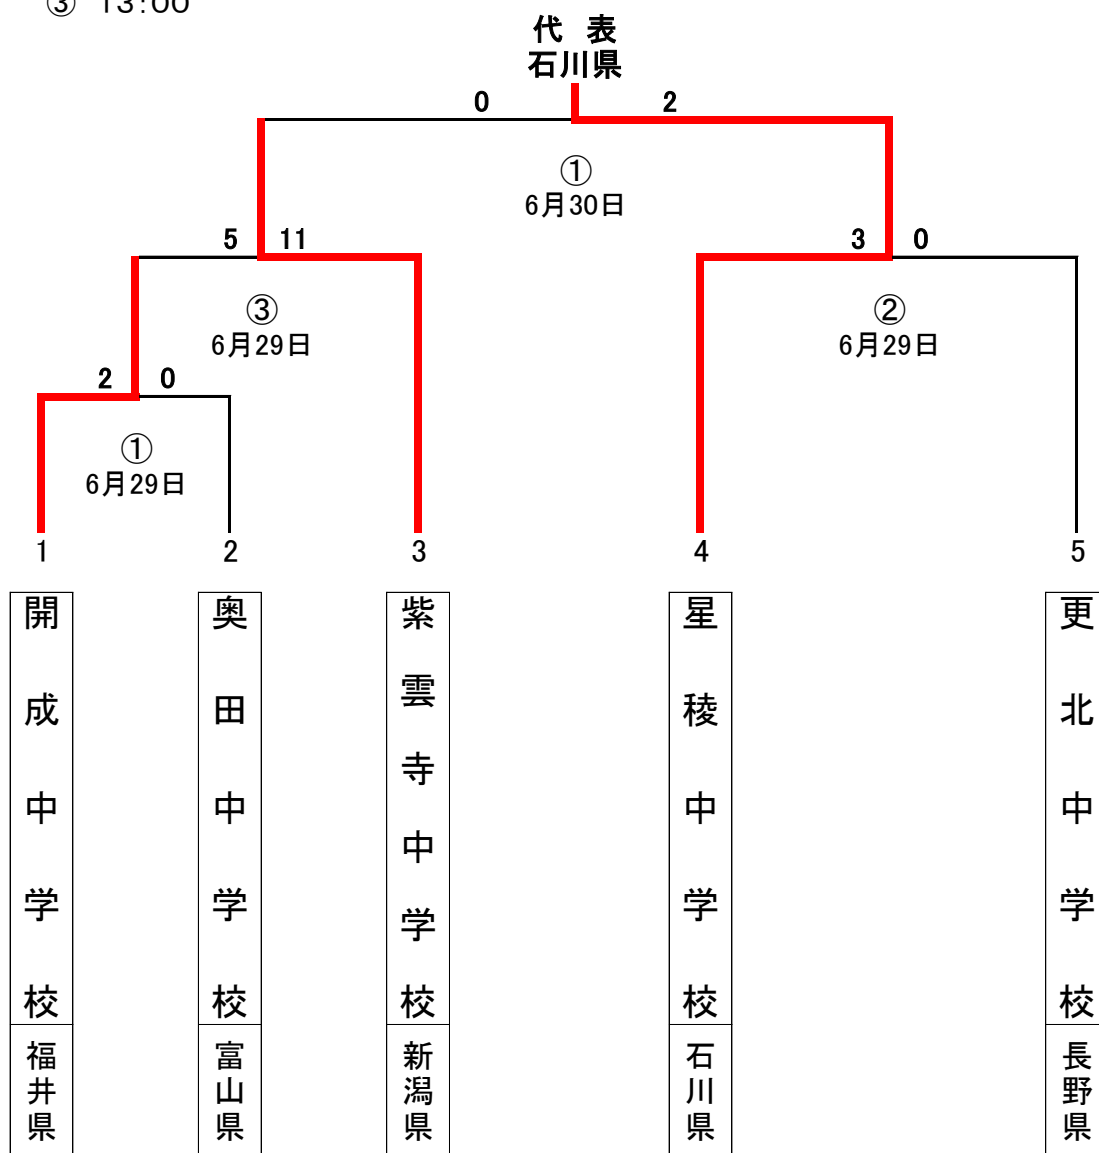 ③ 13:00
代 表
石川県
0 2
①
6月30日
5 11
3 0
③
6月29日
②
6月29日
2 0
①
6月29日
1 2 3 4 5
開成中学校
福井県
奥田中学校
富山県
紫雲寺中学校
新潟県
星稜中学校
石川県
更北中学校
長野県